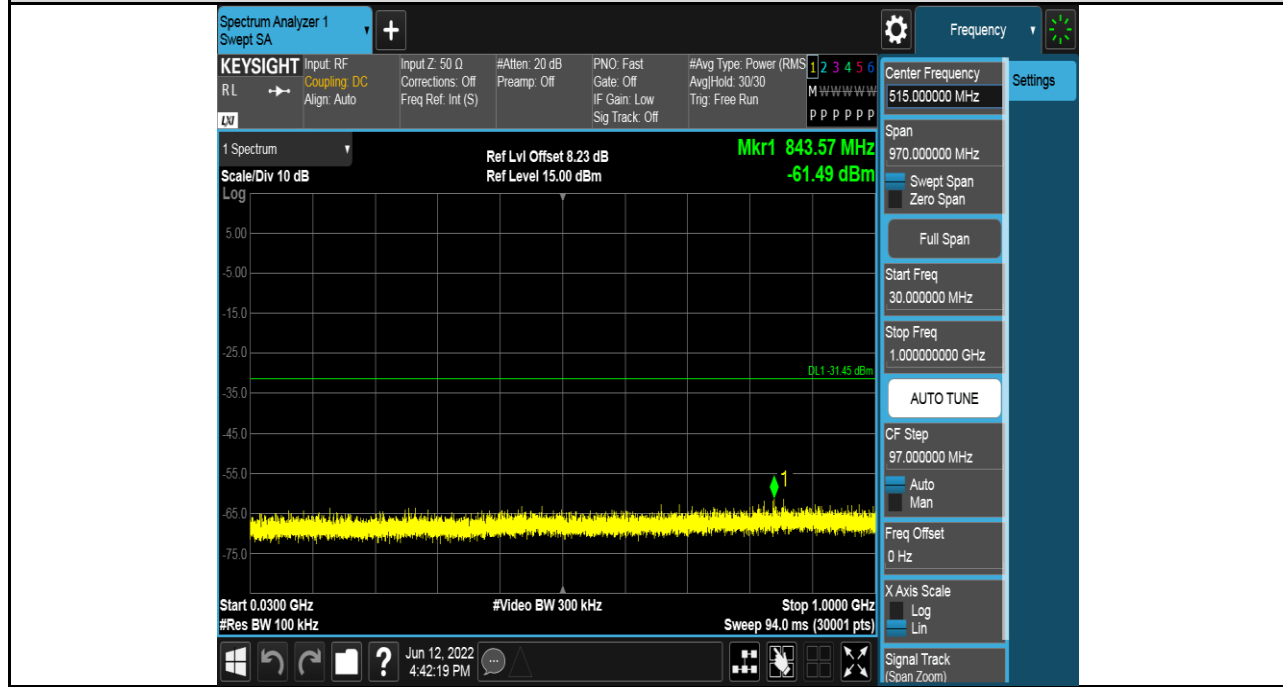 Spectrum Analyzer 1
Swept SA
+
Frequency
KEYSIGHT
RL
LXI
Input: RF
Coupling: DC
Align: Auto
Input Z: 50 Ω
Corrections: Off
Freq Ref: Int (S)
#Atten: 20 dB
Preamp: Off
PNO: Fast
Gate: Off
IF Gain: Low
Sig Track: Off
#Avg Type: Power (RMS
Avg|Hold: 30/30
Trig: Free Run
1 2 3 4 5 6
M W W W W W
P P P P P P
1 Spectrum
Scale/Div 10 dB
Ref Lvl Offset 8.23 dB
Ref Level 15.00 dBm
Mkr1 843.57 MHz
-61.49 dBm
Log
5.00
-5.00
-15.0
-25.0
-35.0
-45.0
-55.0
-65.0
-75.0
DL1 -31.45 dBm
1
Start 0.0300 GHz
#Res BW 100 kHz
#Video BW 300 kHz
Stop 1.0000 GHz
Sweep 94.0 ms (30001 pts)
?
Jun 12, 2022
4:42:19 PM
Center Frequency
515.000000 MHz
Span
970.000000 MHz
Swept Span
Zero Span
Full Span
Start Freq
30.000000 MHz
Stop Freq
1.000000000 GHz
AUTO TUNE
CF Step
97.000000 MHz
Auto
Man
Freq Offset
0 Hz
X Axis Scale
Log
Lin
Signal Track
(Span Zoom)
Settings